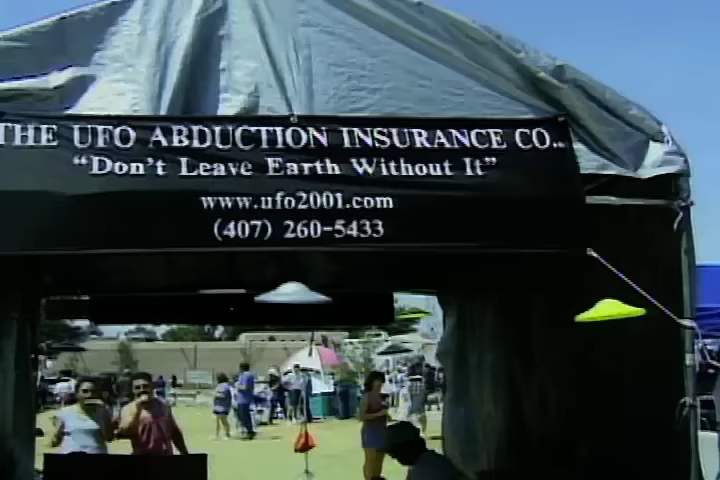 THE UFO ABDUCTION INSURANCE CO..
"Don't Leave Earth Without It"
www.ufo2001.com
(407) 260-5433